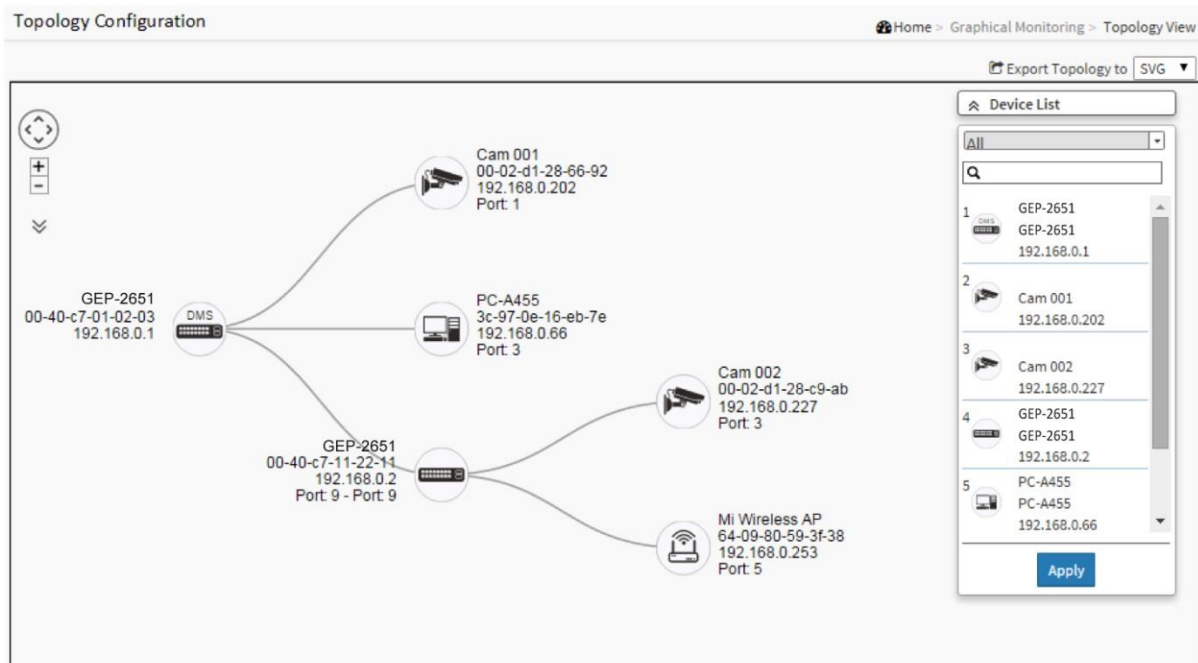 Topology Configuration
Home > Graphical Monitoring > Topology View
Export Topology to SVG
Device List
All
Cam 001
00-02-d1-28-66-92
192.168.0.202
Port: 1
GEP-2651
00-40-c7-01-02-03
192.168.0.1
DMS
PC-A455
3c-97-0e-16-eb-7e
192.168.0.66
Port: 3
Cam 002
00-02-d1-28-c9-ab
192.168.0.227
Port: 3
GEP-2651
00-40-c7-11-22-11
192.168.0.2
Port: 9 - Port: 9
Mi Wireless AP
64-09-80-59-3f-38
192.168.0.253
Port: 5
1
DMS
GEP-2651
GEP-2651
192.168.0.1
2
Cam 001
192.168.0.202
3
Cam 002
192.168.0.227
4
GEP-2651
GEP-2651
192.168.0.2
5
PC-A455
PC-A455
192.168.0.66
Apply